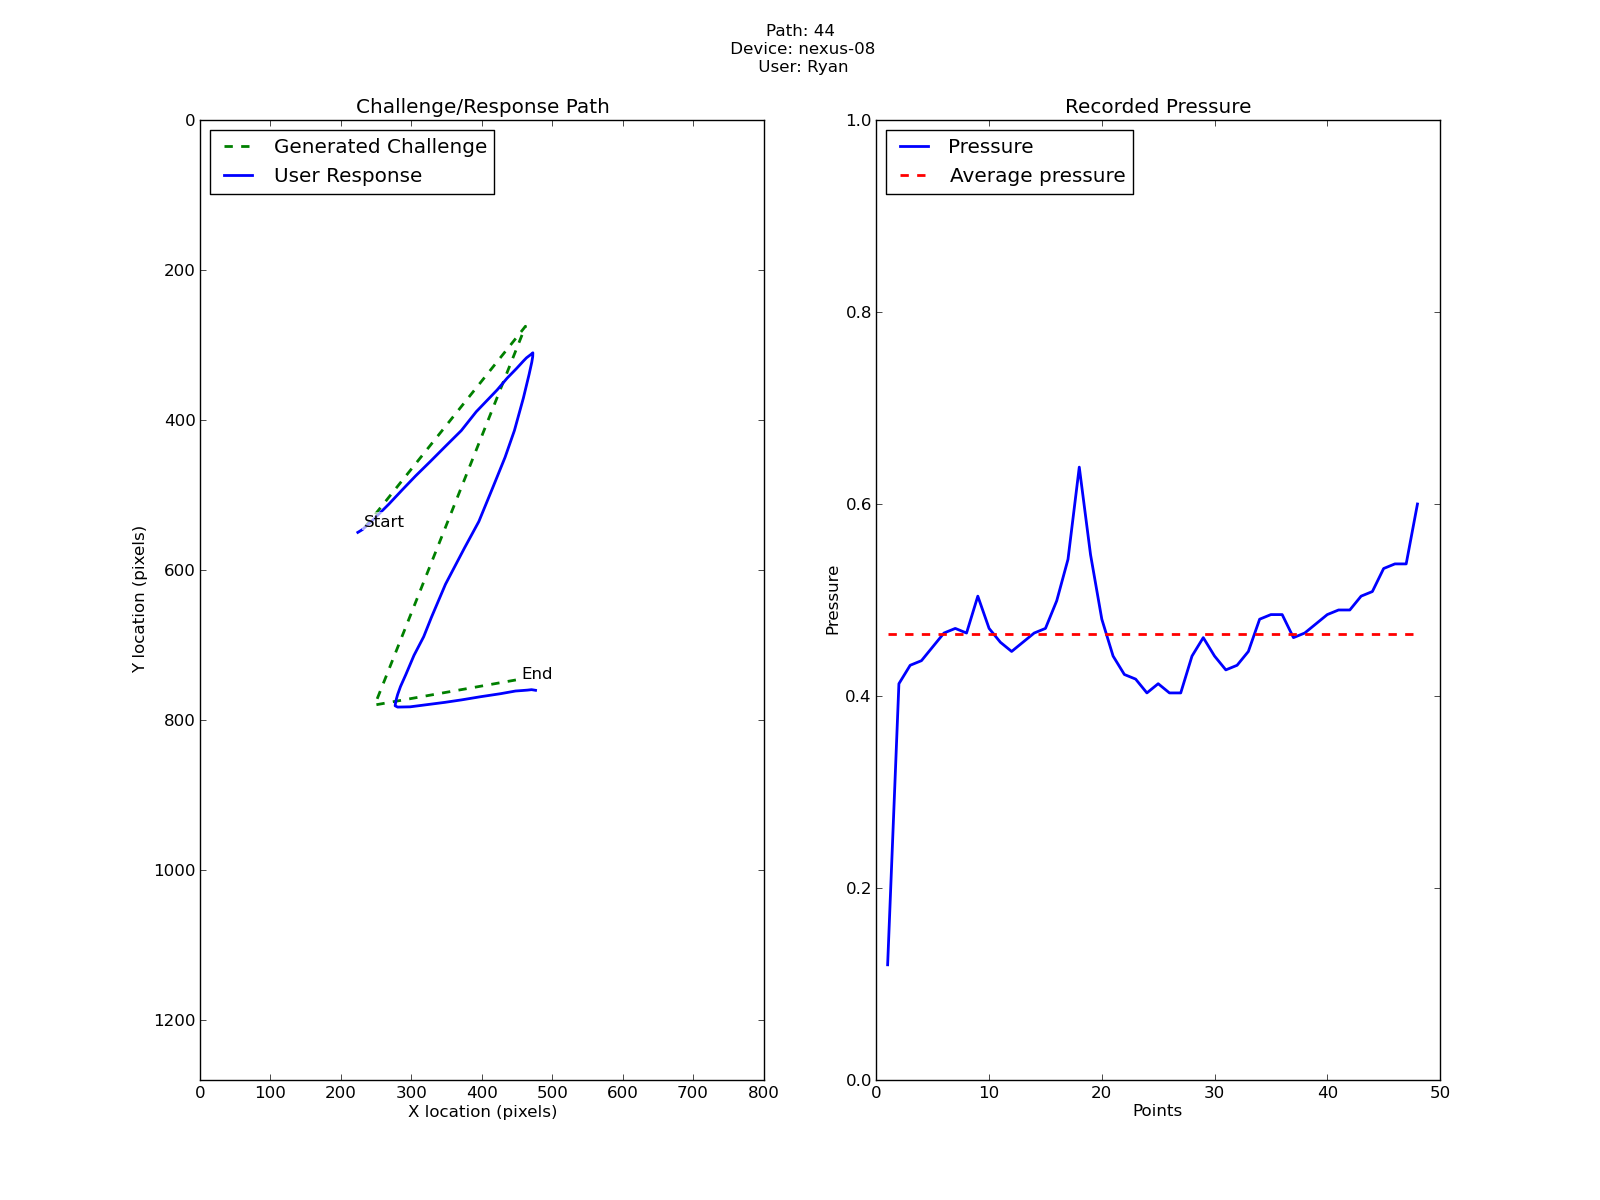 Path: 44
Device: nexus-08
User: Ryan
Challenge/Response Path
Generated Challenge
User Response
0
200
400
600
800
1000
1200
Y location (pixels)
Start
End
0 100 200 300 400 500 600 700 800
X location (pixels)
Recorded Pressure
Pressure
Average pressure
1.0
0.8
0.6
0.4
0.2
0.0
Pressure
0 10 20 30 40 50
Points